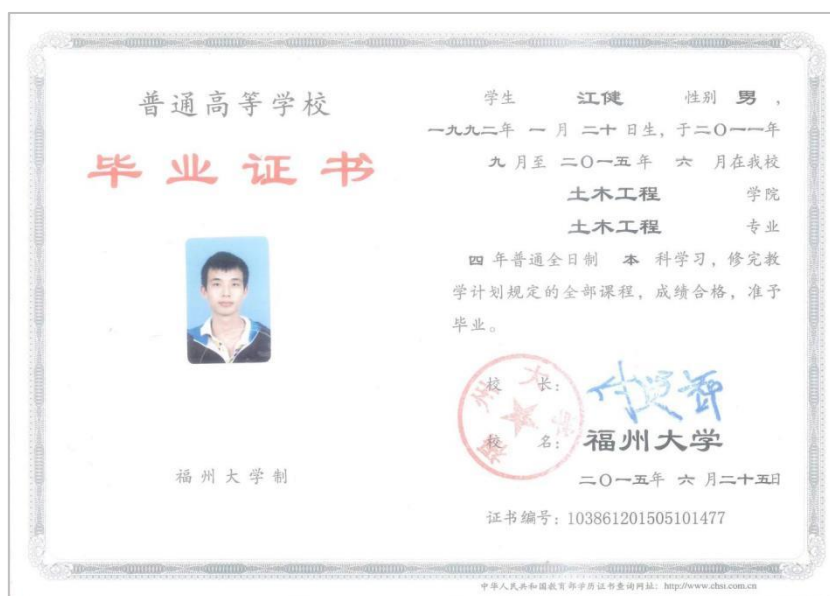 普通高等学校
毕业证书
福州大学制
学生 江健 性别 男，
一九九二年 一 月 二十 日生，于二〇一一年
九 月至 二〇一五年 六 月在我校
土木工程 学院
土木工程 专业
四 年普通全日制 本 科学习，修完教
学计划规定的全部课程，成绩合格，准予
毕业。
校 长：
校 名：福州大学
福州大学
二〇一五年 六 月二十五日
证书编号：103861201505101477
中华人民共和国教育部学历证书查询网址：http://www.chsi.com.cn